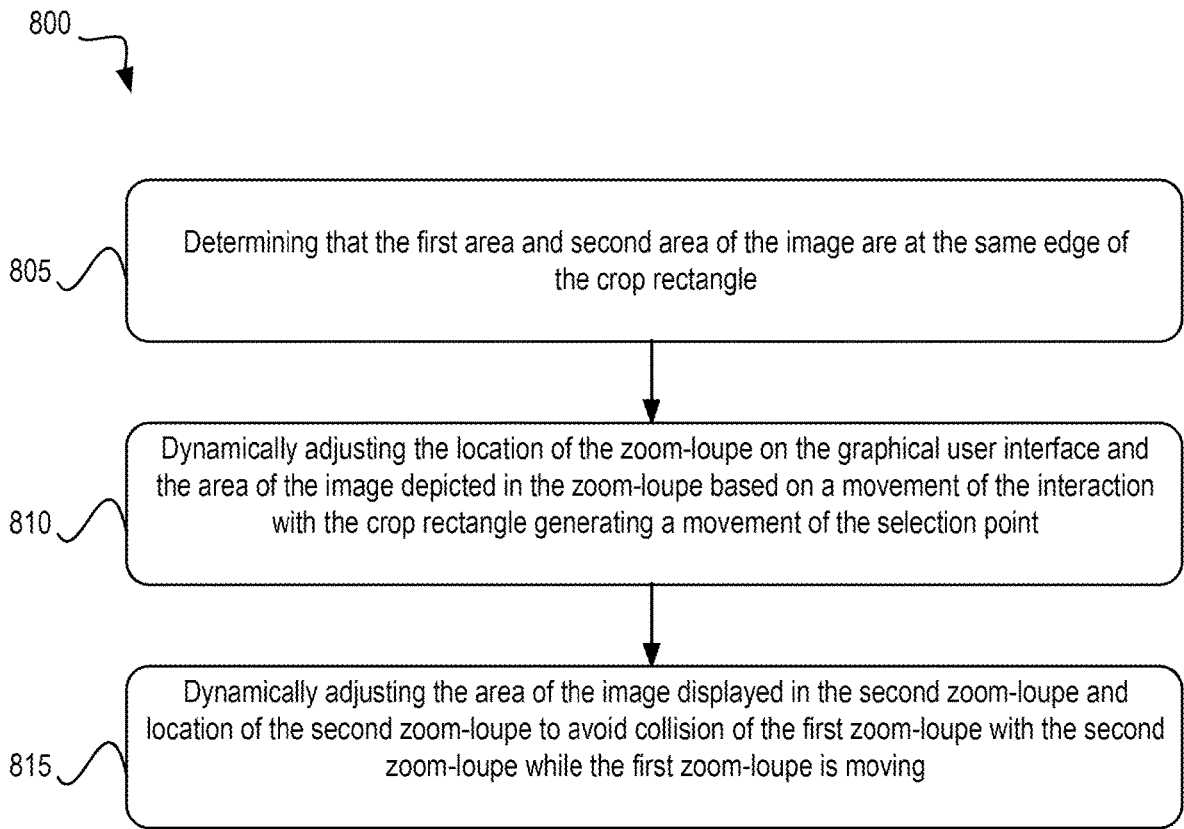 800
805
Determining that the first area and second area of the image are at the same edge of
the crop rectangle
810
Dynamically adjusting the location of the zoom-loupe on the graphical user interface and
the area of the image depicted in the zoom-loupe based on a movement of the interaction
with the crop rectangle generating a movement of the selection point
815
Dynamically adjusting the area of the image displayed in the second zoom-loupe and
location of the second zoom-loupe to avoid collision of the first zoom-loupe with the second
zoom-loupe while the first zoom-loupe is moving